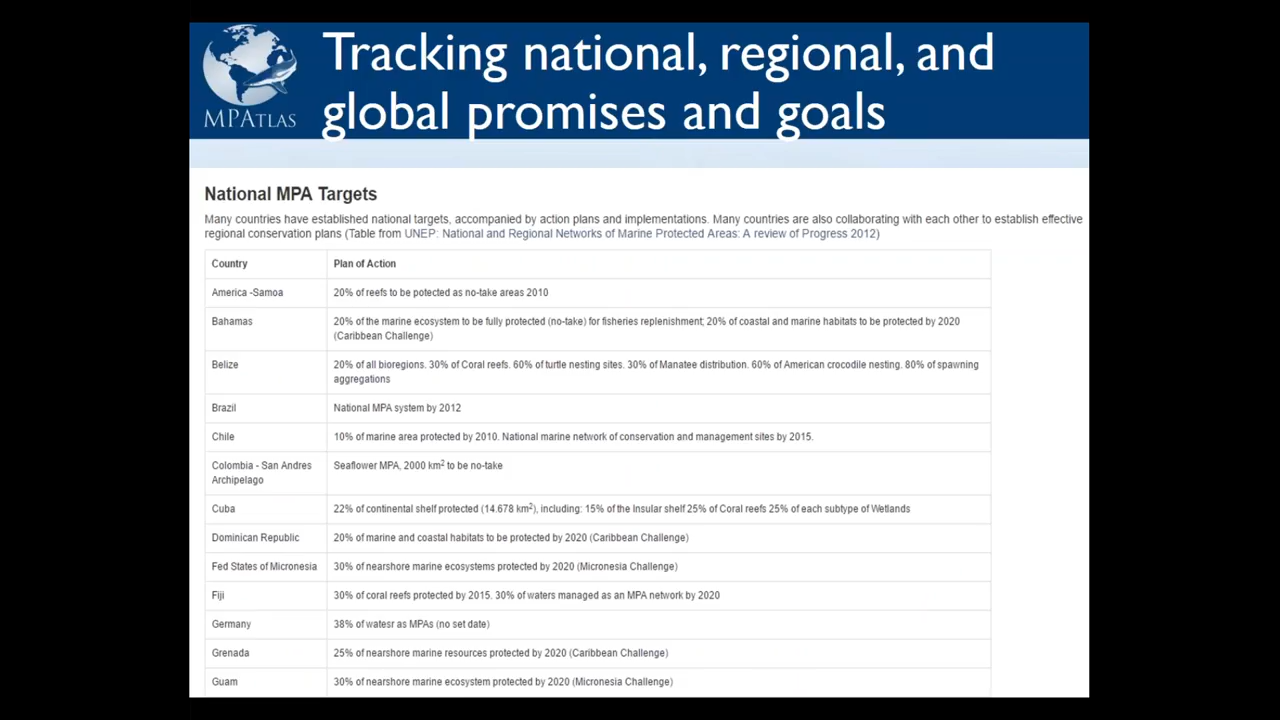 MPATLAS
Tracking national, regional, and
global promises and goals
National MPA Targets
Many countries have established national targets, accompanied by action plans and implementations. Many countries are also collaborating with each other to establish effective
regional conservation plans (Table from UNEP: National and Regional Networks of Marine Protected Areas: A review of Progress 2012)
Country Plan of Action
America -Samoa 20% of reefs to be potected as no-take areas 2010
Bahamas 20% of the marine ecosystem to be fully protected (no-take) for fisheries replenishment; 20% of coastal and marine habitats to be protected by 2020
(Caribbean Challenge)
Belize 20% of all bioregions. 30% of Coral reefs. 60% of turtle nesting sites. 30% of Manatee distribution. 60% of American crocodile nesting. 80% of spawning
aggregations
Brazil National MPA system by 2012
Chile 10% of marine area protected by 2010. National marine network of conservation and management sites by 2015.
Colombia - San Andres Seaflower MPA, 2000 km2 to be no-take
Archipelago
Cuba 22% of continental shelf protected (14.678 km2), including: 15% of the Insular shelf 25% of Coral reefs 25% of each subtype of Wetlands
Dominican Republic 20% of marine and coastal habitats to be protected by 2020 (Caribbean Challenge)
Fed States of Micronesia 30% of nearshore marine ecosystems protected by 2020 (Micronesia Challenge)
Fiji 30% of coral reefs protected by 2015. 30% of waters managed as an MPA network by 2020
Germany 38% of watesr as MPAs (no set date)
Grenada 25% of nearshore marine resources protected by 2020 (Caribbean Challenge)
Guam 30% of nearshore marine ecosystem protected by 2020 (Micronesia Challenge)